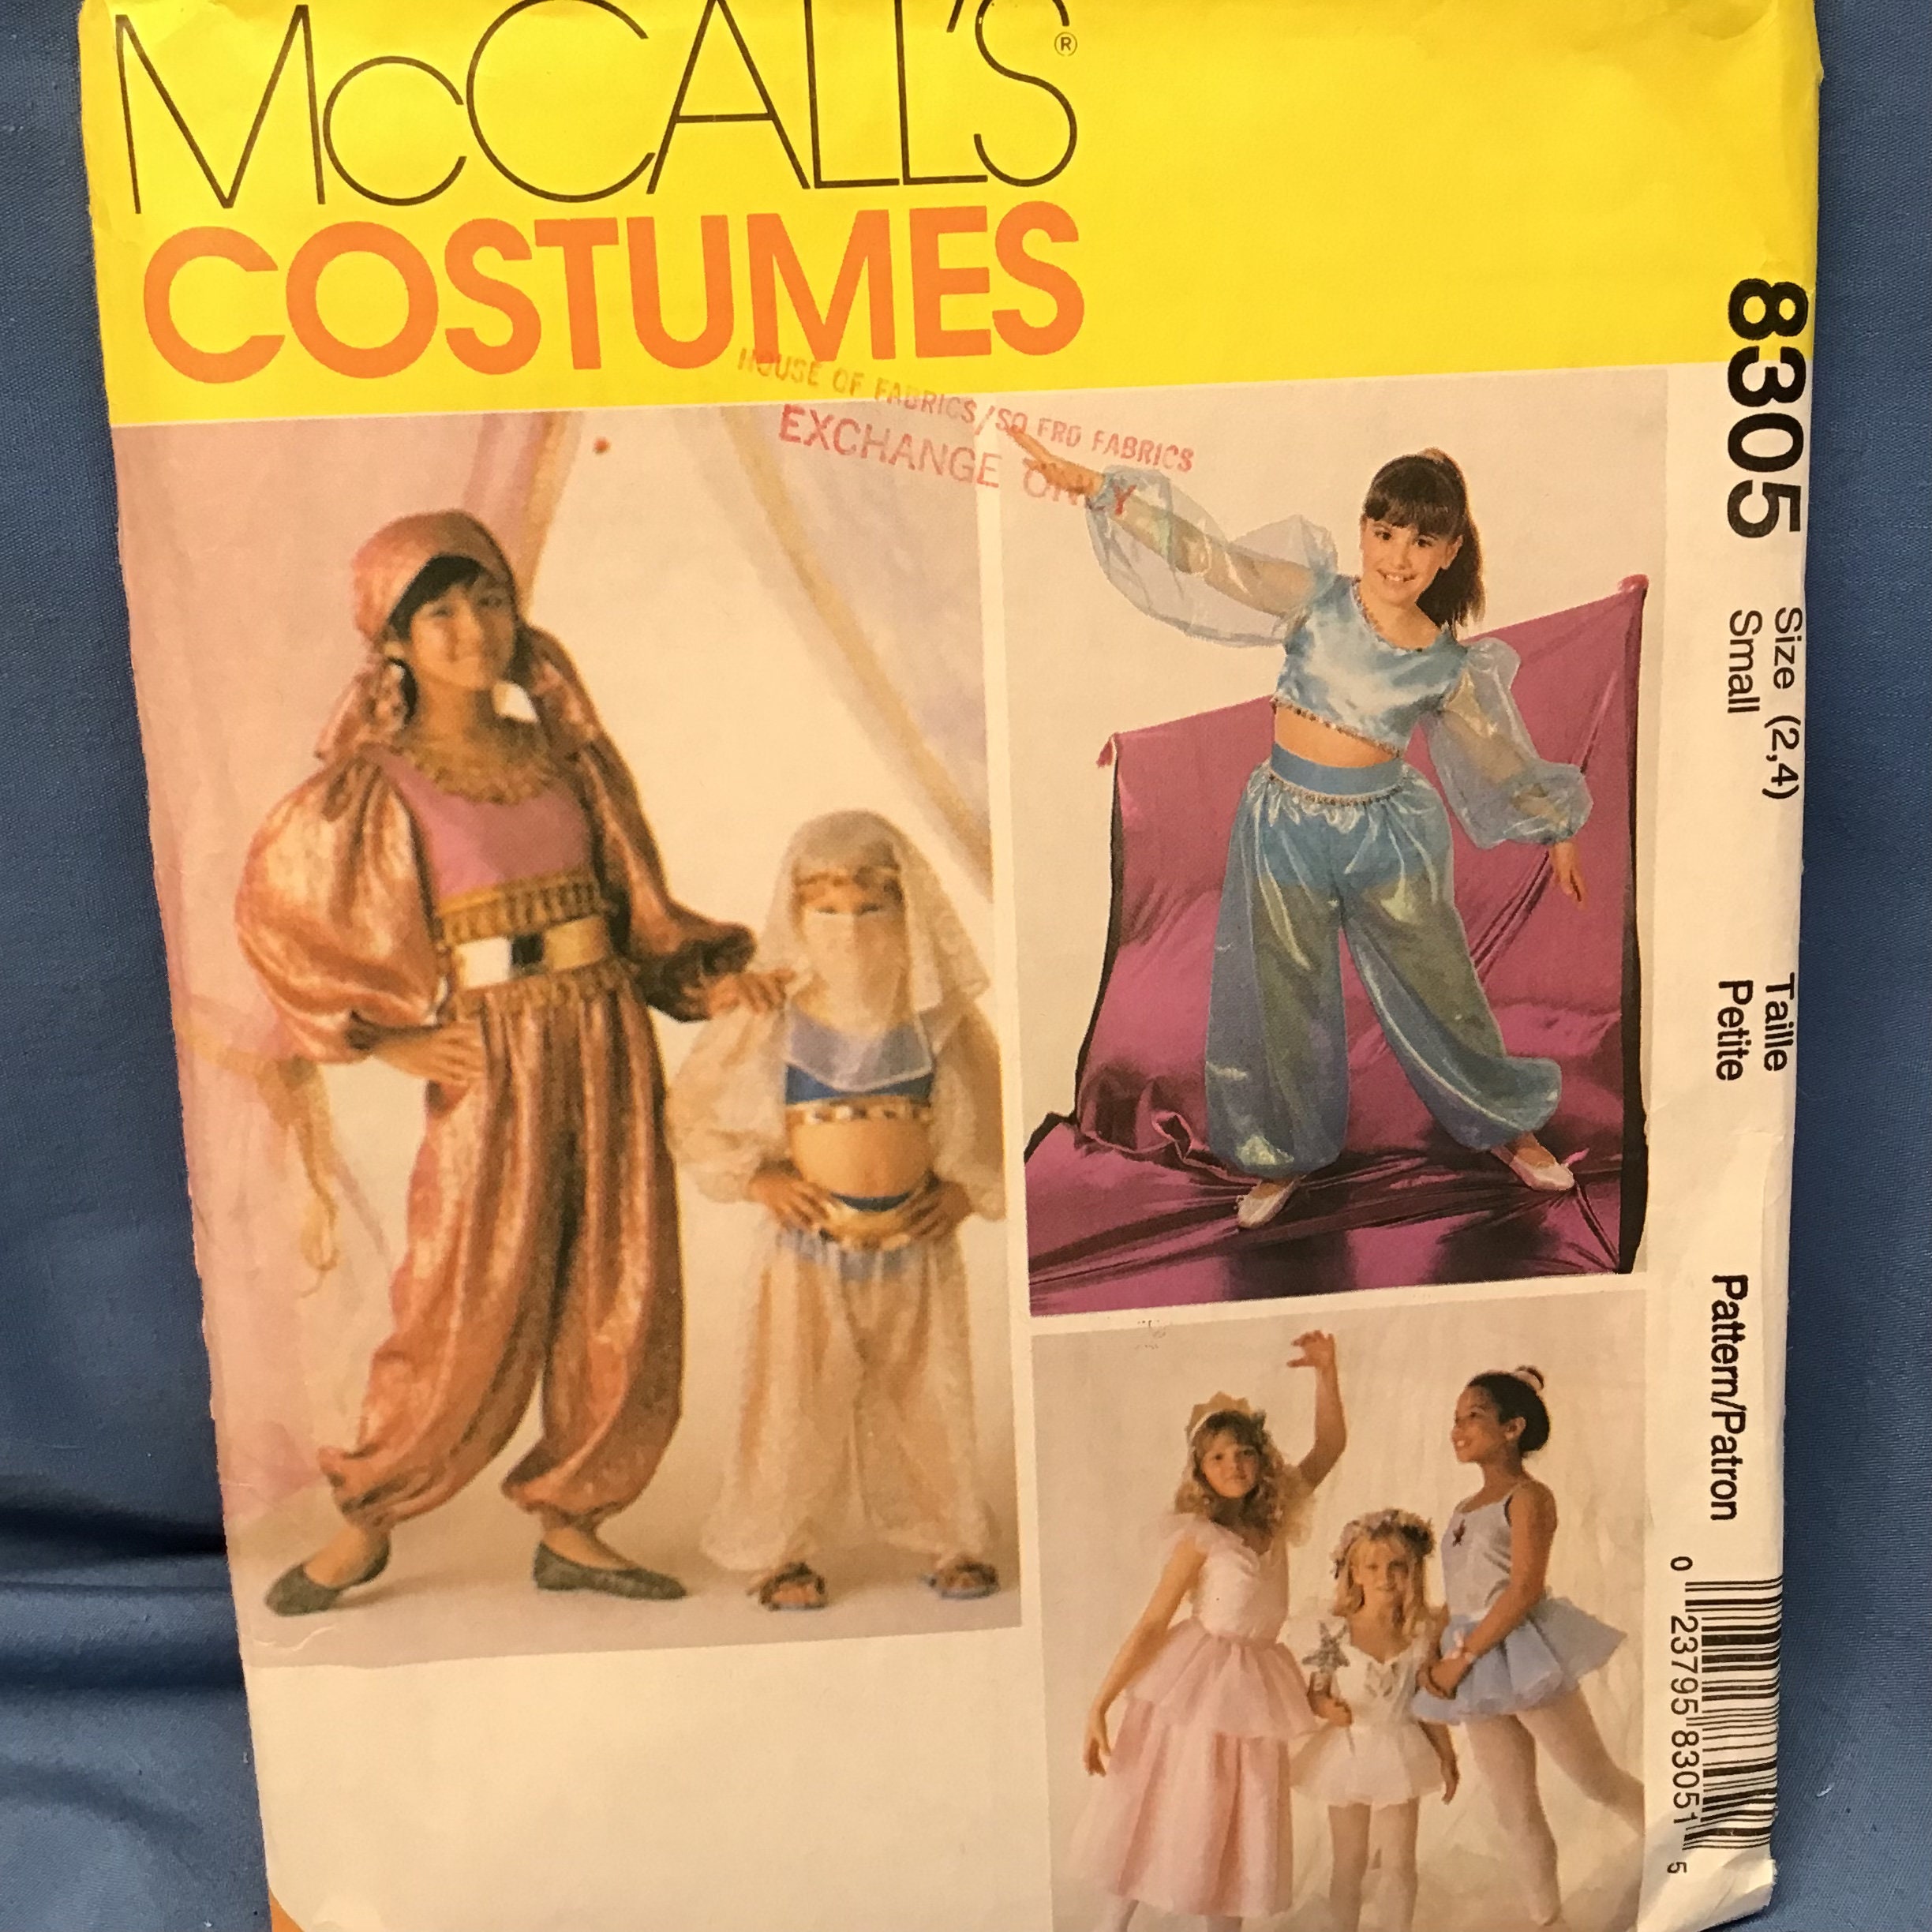 McCALL'S®
COSTUMES
HOUSE OF FABRICS/SO FRO FABRICS
EXCHANGE ONLY
8305
Size (2,4)
Small
Taille
Petite
Pattern/Patron
0 23795 83051 5